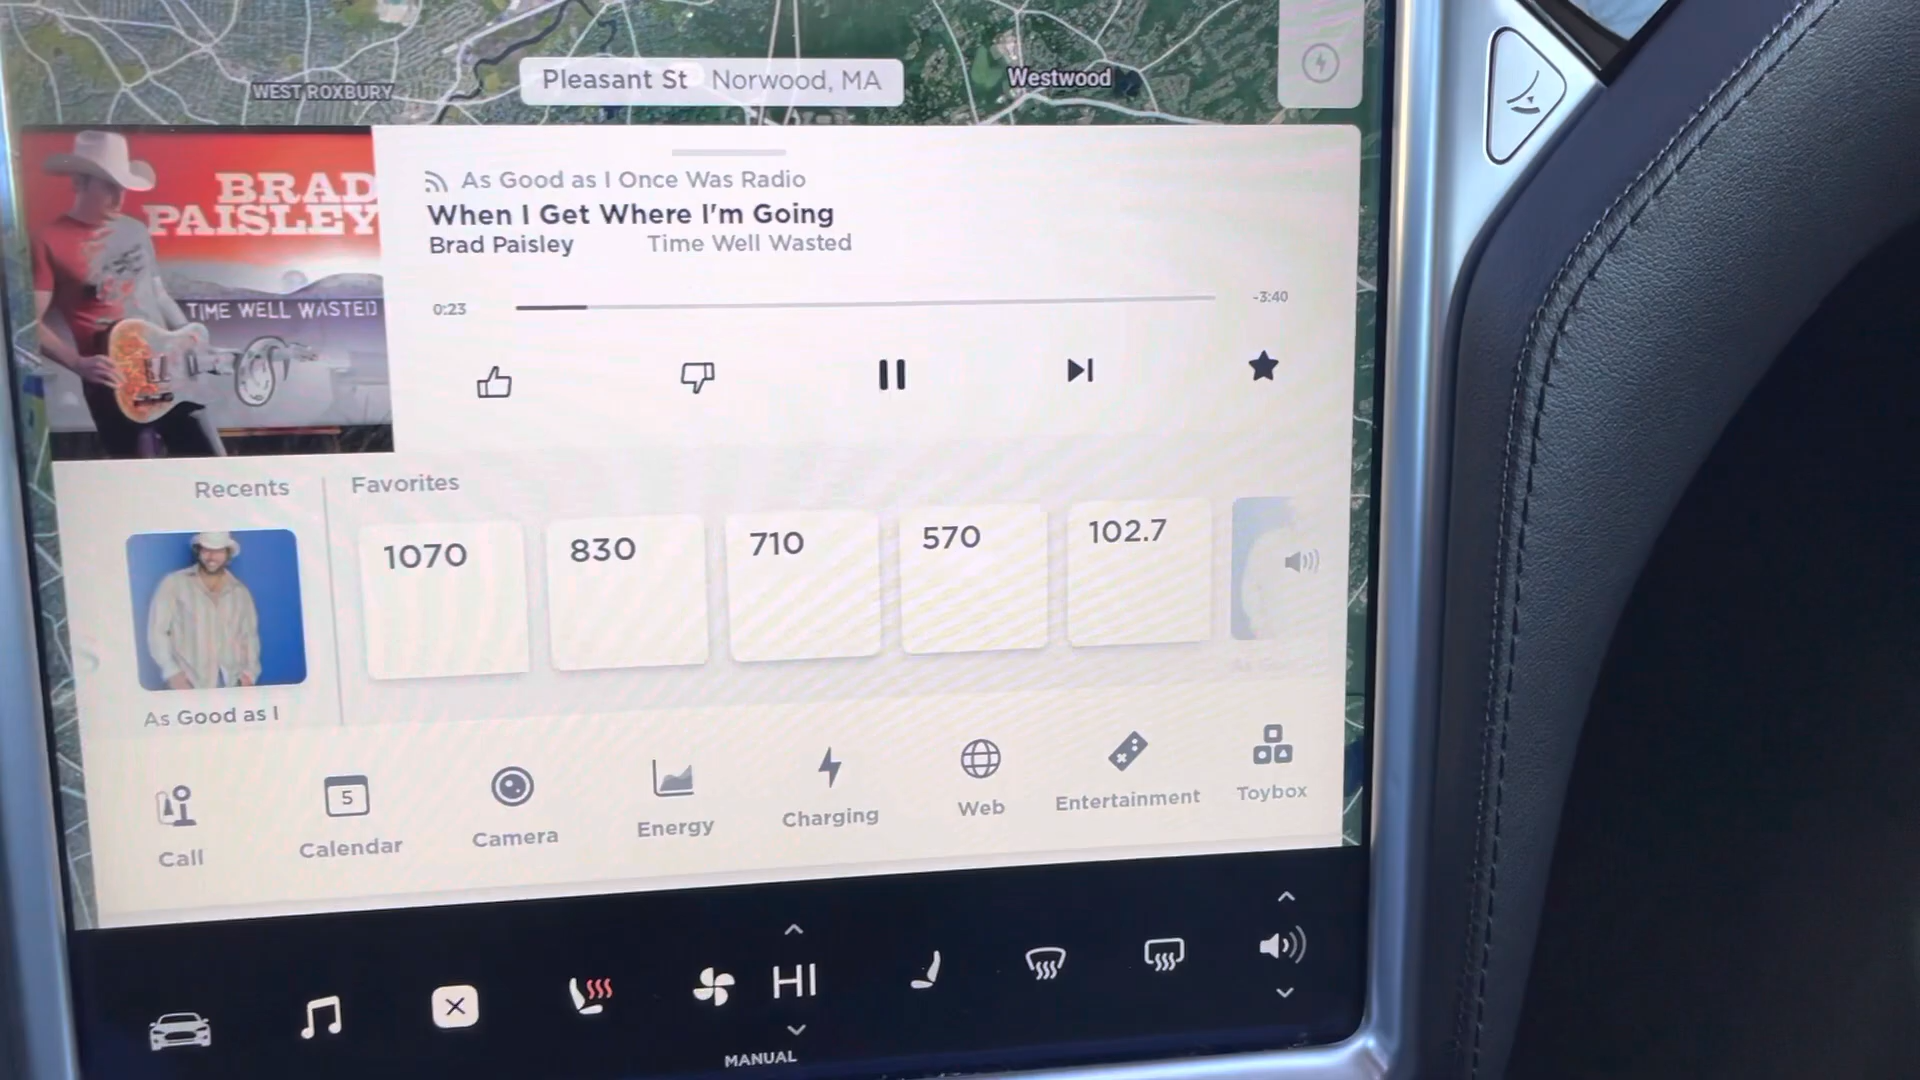 WEST ROXBURY
Pleasant St Norwood, MA
Westwood
BRAD
PAISLEY
TIME WELL WASTED
As Good as I Once Was Radio
When I Get Where I'm Going
Brad Paisley Time Well Wasted
0:23 -3:40
Recents Favorites
1070 830 710 570 102.7
As Good as I
5
Call Calendar Camera Energy Charging Web Entertainment Toybox
HI
MANUAL